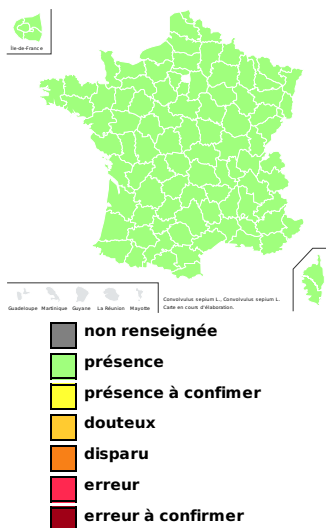 Île-de-France
Guadeloupe Martinique Guyane La Réunion Mayotte
Convolvulus sepium L., Convolvulus sepium L.
Carte en cours d'élaboration.
non renseignée
présence
présence à confimer
douteux
disparu
erreur
erreur à confirmer